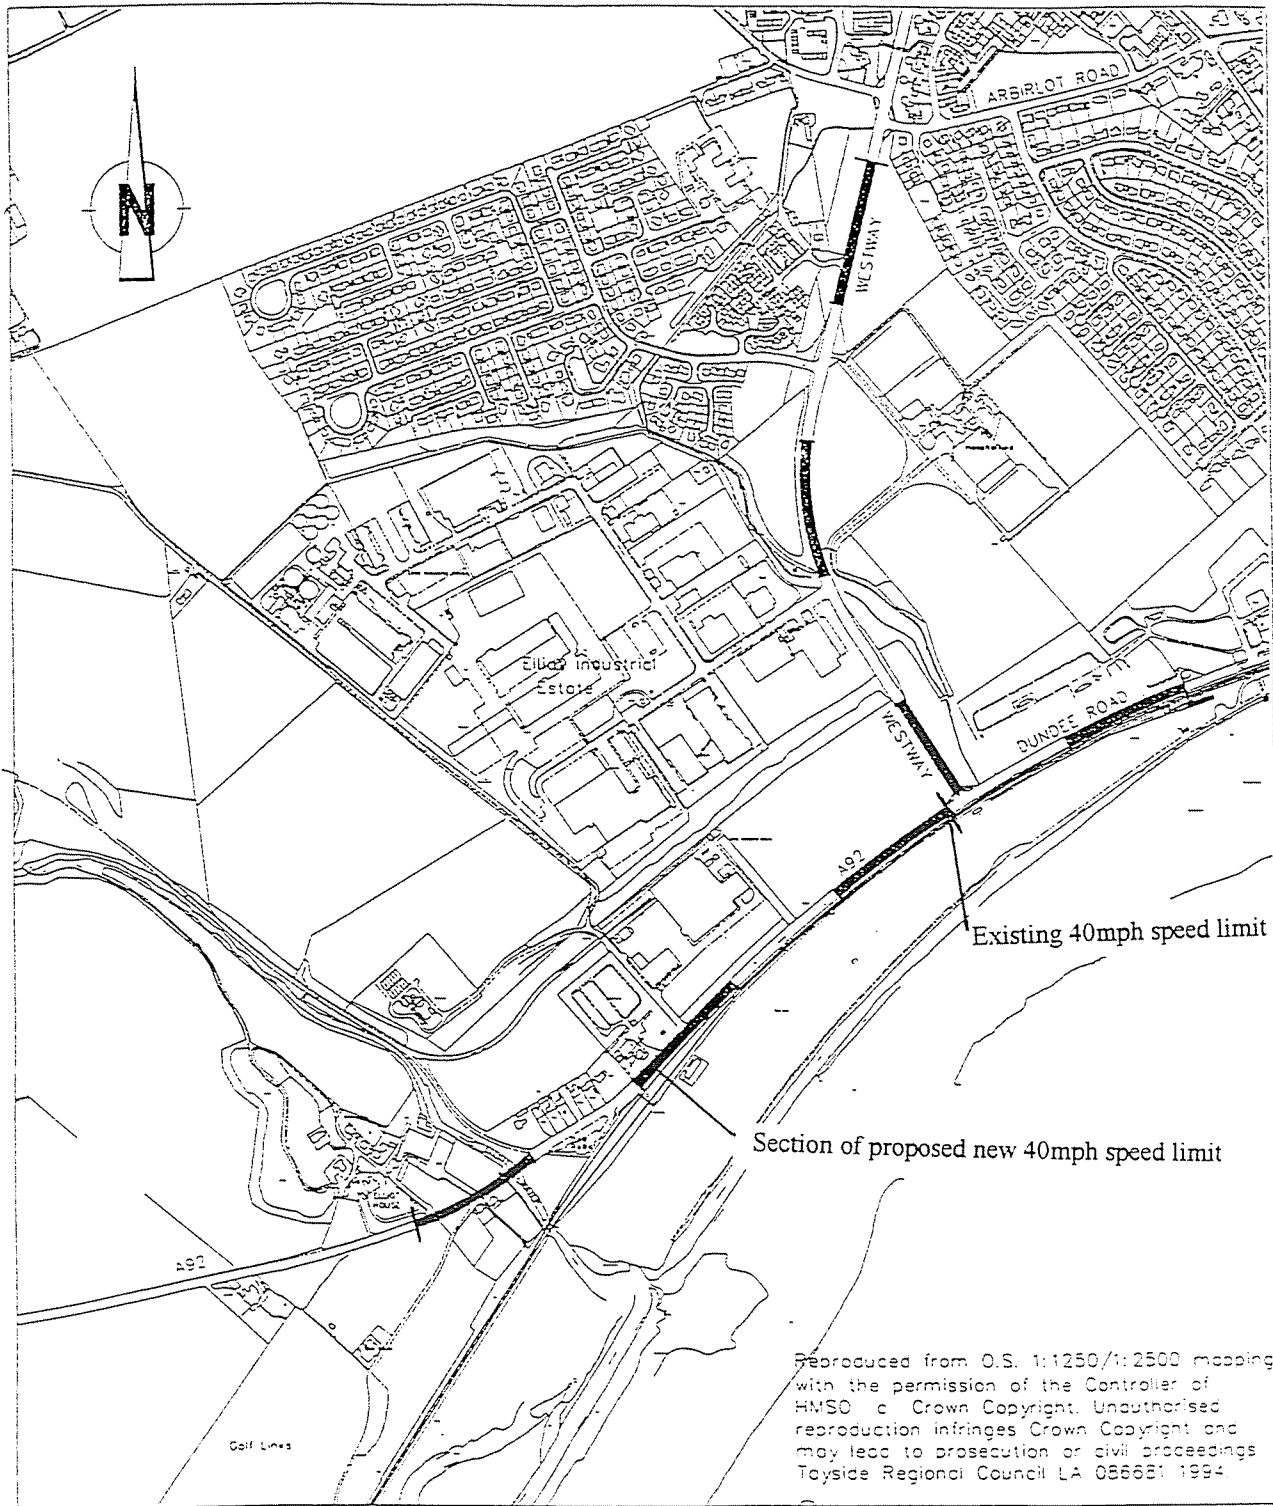 ARBIRLOT ROAD
N
WESTWAY
Elliot Industrial
Estate
DUNDEE ROAD
WESTWAY
A92
Existing 40mph speed limit
Section of proposed new 40mph speed limit
ELLIOT
HOUSE
A92
Reproduced from O.S. 1:1250/1:2500 mapping
with the permission of the Controller of
HMSO c Crown Copyright. Unauthorised
reproduction infringes Crown Copyright and
may lead to prosecution or civil proceedings
Tayside Regional Council LA 086681 1994.
Golf Links